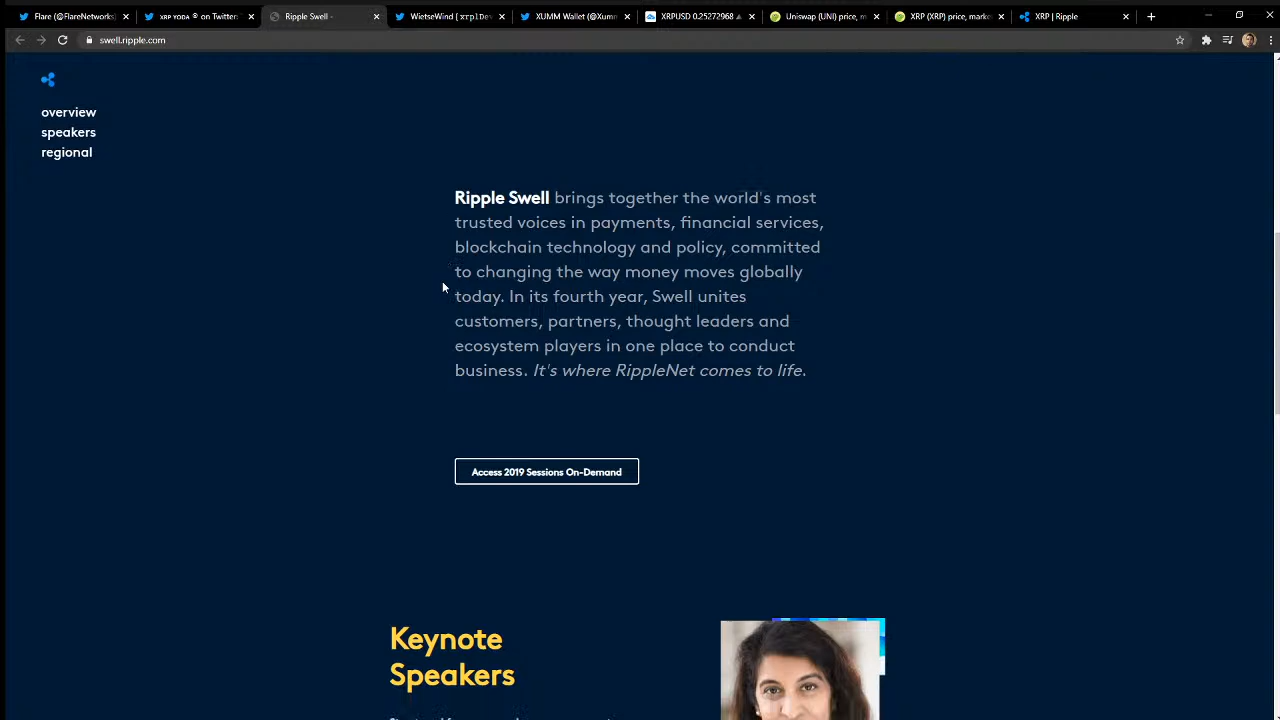 Flare (@FlareNetworks)
XRP YODA ® on Twitter:
Ripple Swell -
WietseWind (
XUMM Wallet (@Xumm
XRPUSD 0.25272968 ▲
Uniswap (UNI) price, m
XRP (XRP) price, marke
XRP | Ripple
swell.ripple.com
overview
speakers
regional
Ripple Swell brings together the world's most
trusted voices in payments, financial services,
blockchain technology and policy, committed
to changing the way money moves globally
today. In its fourth year, Swell unites
customers, partners, thought leaders and
ecosystem players in one place to conduct
business. It's where RippleNet comes to life.
Access 2019 Sessions On-Demand
Keynote
Speakers